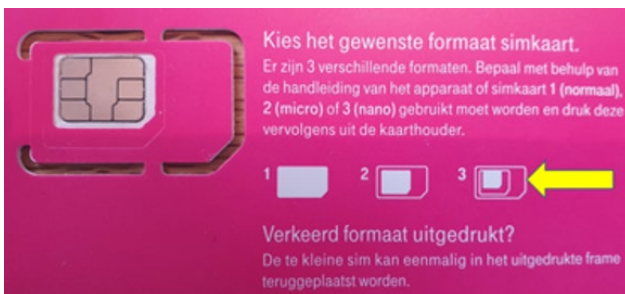 Kies het gewenste formaat simkaart.
Er zijn 3 verschillende formaten. Bepaal met behulp van
de handleiding van het apparaat of simkaart 1 (normaal),
2 (micro) of 3 (nano) gebruikt moet worden en druk deze
vervolgens uit de kaarthouder.
1 2 3
Verkeerd formaat uitgedrukt?
De te kleine sim kan eenmalig in het uitgedrukte frame
teruggeplaatst worden.